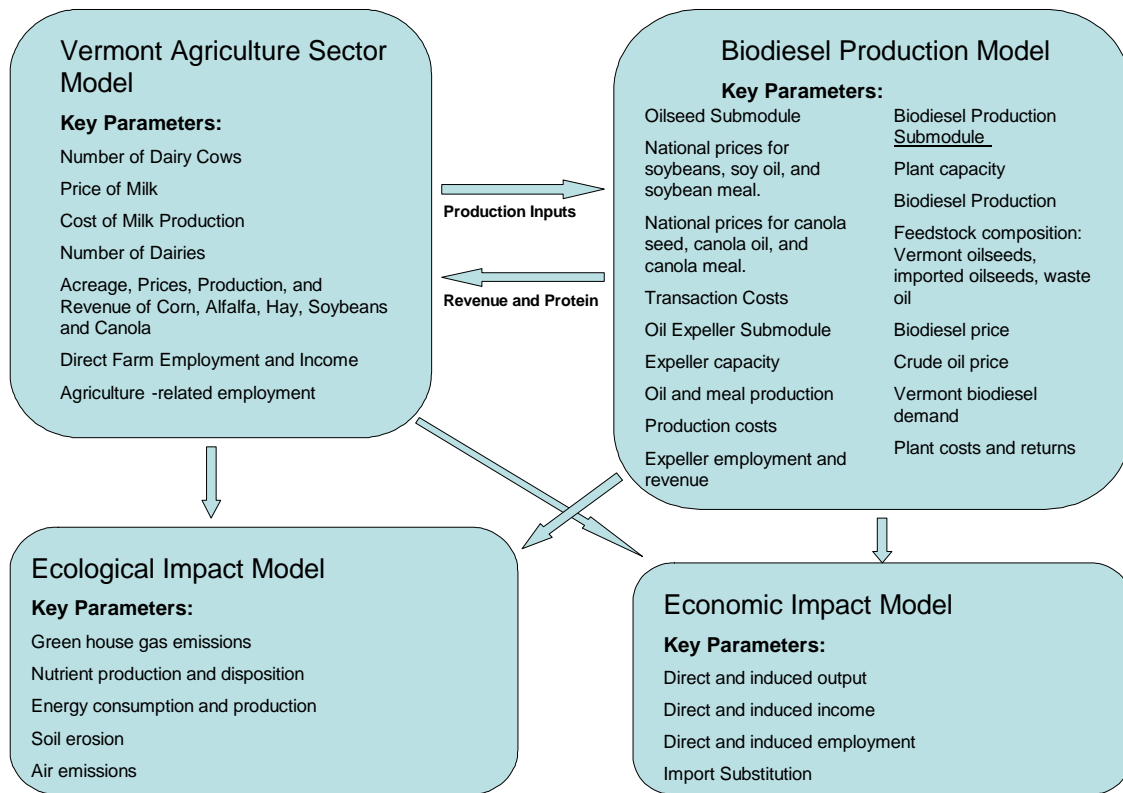 Vermont Agriculture Sector
Model
Key Parameters:
Number of Dairy Cows
Price of Milk
Cost of Milk Production
Number of Dairies
Acreage, Prices, Production, and
Revenue of Corn, Alfalfa, Hay, Soybeans
and Canola
Direct Farm Employment and Income
Agriculture -related employment
Production Inputs
Revenue and Protein
Biodiesel Production Model
Key Parameters:
Oilseed Submodule
National prices for
soybeans, soy oil, and
soybean meal.
National prices for canola
seed, canola oil, and
canola meal.
Transaction Costs
Oil Expeller Submodule
Expeller capacity
Oil and meal production
Production costs
Expeller employment and
revenue
Biodiesel Production
Submodule
Plant capacity
Biodiesel Production
Feedstock composition:
Vermont oilseeds,
imported oilseeds, waste
oil
Biodiesel price
Crude oil price
Vermont biodiesel
demand
Plant costs and returns
Ecological Impact Model
Key Parameters:
Green house gas emissions
Nutrient production and disposition
Energy consumption and production
Soil erosion
Air emissions
Economic Impact Model
Key Parameters:
Direct and induced output
Direct and induced income
Direct and induced employment
Import Substitution